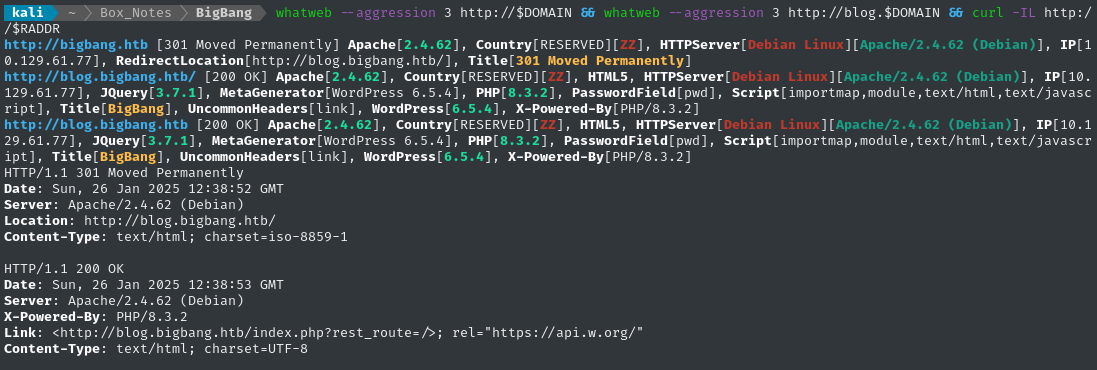 kali ~ Box_Notes BigBang whatweb --aggression 3 http://$DOMAIN && whatweb --aggression 3 http://blog.$DOMAIN && curl -IL http:/
/$RADDR
http://bigbang.htb [301 Moved Permanently] Apache[2.4.62], Country[RESERVED][ZZ], HTTPServer[Debian Linux][Apache/2.4.62 (Debian)], IP[1
0.129.61.77], RedirectLocation[http://blog.bigbang.htb/], Title[301 Moved Permanently]
http://blog.bigbang.htb/ [200 OK] Apache[2.4.62], Country[RESERVED][ZZ], HTML5, HTTPServer[Debian Linux][Apache/2.4.62 (Debian)], IP[10.
129.61.77], JQuery[3.7.1], MetaGenerator[WordPress 6.5.4], PHP[8.3.2], PasswordField[pwd], Script[importmap,module,text/html,text/javasc
ript], Title[BigBang], UncommonHeaders[link], WordPress[6.5.4], X-Powered-By[PHP/8.3.2]
http://blog.bigbang.htb [200 OK] Apache[2.4.62], Country[RESERVED][ZZ], HTML5, HTTPServer[Debian Linux][Apache/2.4.62 (Debian)], IP[10.1
29.61.77], JQuery[3.7.1], MetaGenerator[WordPress 6.5.4], PHP[8.3.2], PasswordField[pwd], Script[importmap,module,text/html,text/javascr
ipt], Title[BigBang], UncommonHeaders[link], WordPress[6.5.4], X-Powered-By[PHP/8.3.2]
HTTP/1.1 301 Moved Permanently
Date: Sun, 26 Jan 2025 12:38:52 GMT
Server: Apache/2.4.62 (Debian)
Location: http://blog.bigbang.htb/
Content-Type: text/html; charset=iso-8859-1

HTTP/1.1 200 OK
Date: Sun, 26 Jan 2025 12:38:53 GMT
Server: Apache/2.4.62 (Debian)
X-Powered-By: PHP/8.3.2
Link: <http://blog.bigbang.htb/index.php?rest_route=/>; rel="https://api.w.org/"
Content-Type: text/html; charset=UTF-8